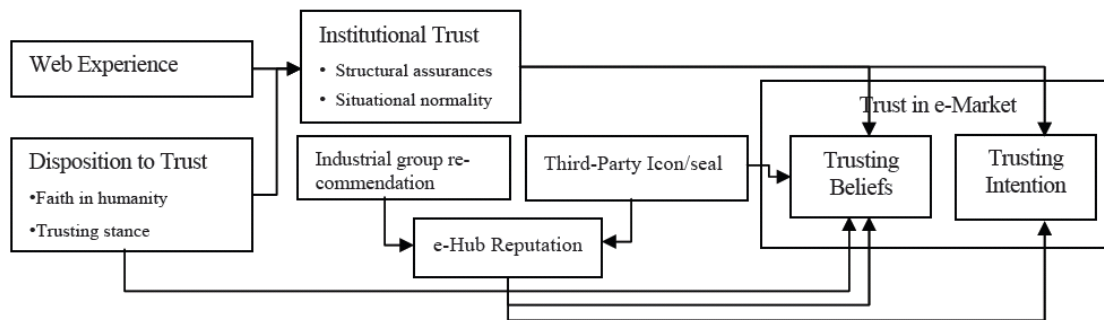 Web Experience
Institutional Trust
• Structural assurances
• Situational normality
Disposition to Trust
•Faith in humanity
•Trusting stance
Industrial group re-
commendation
Third-Party Icon/seal
e-Hub Reputation
Trust in e-Market
Trusting
Beliefs
Trusting
Intention